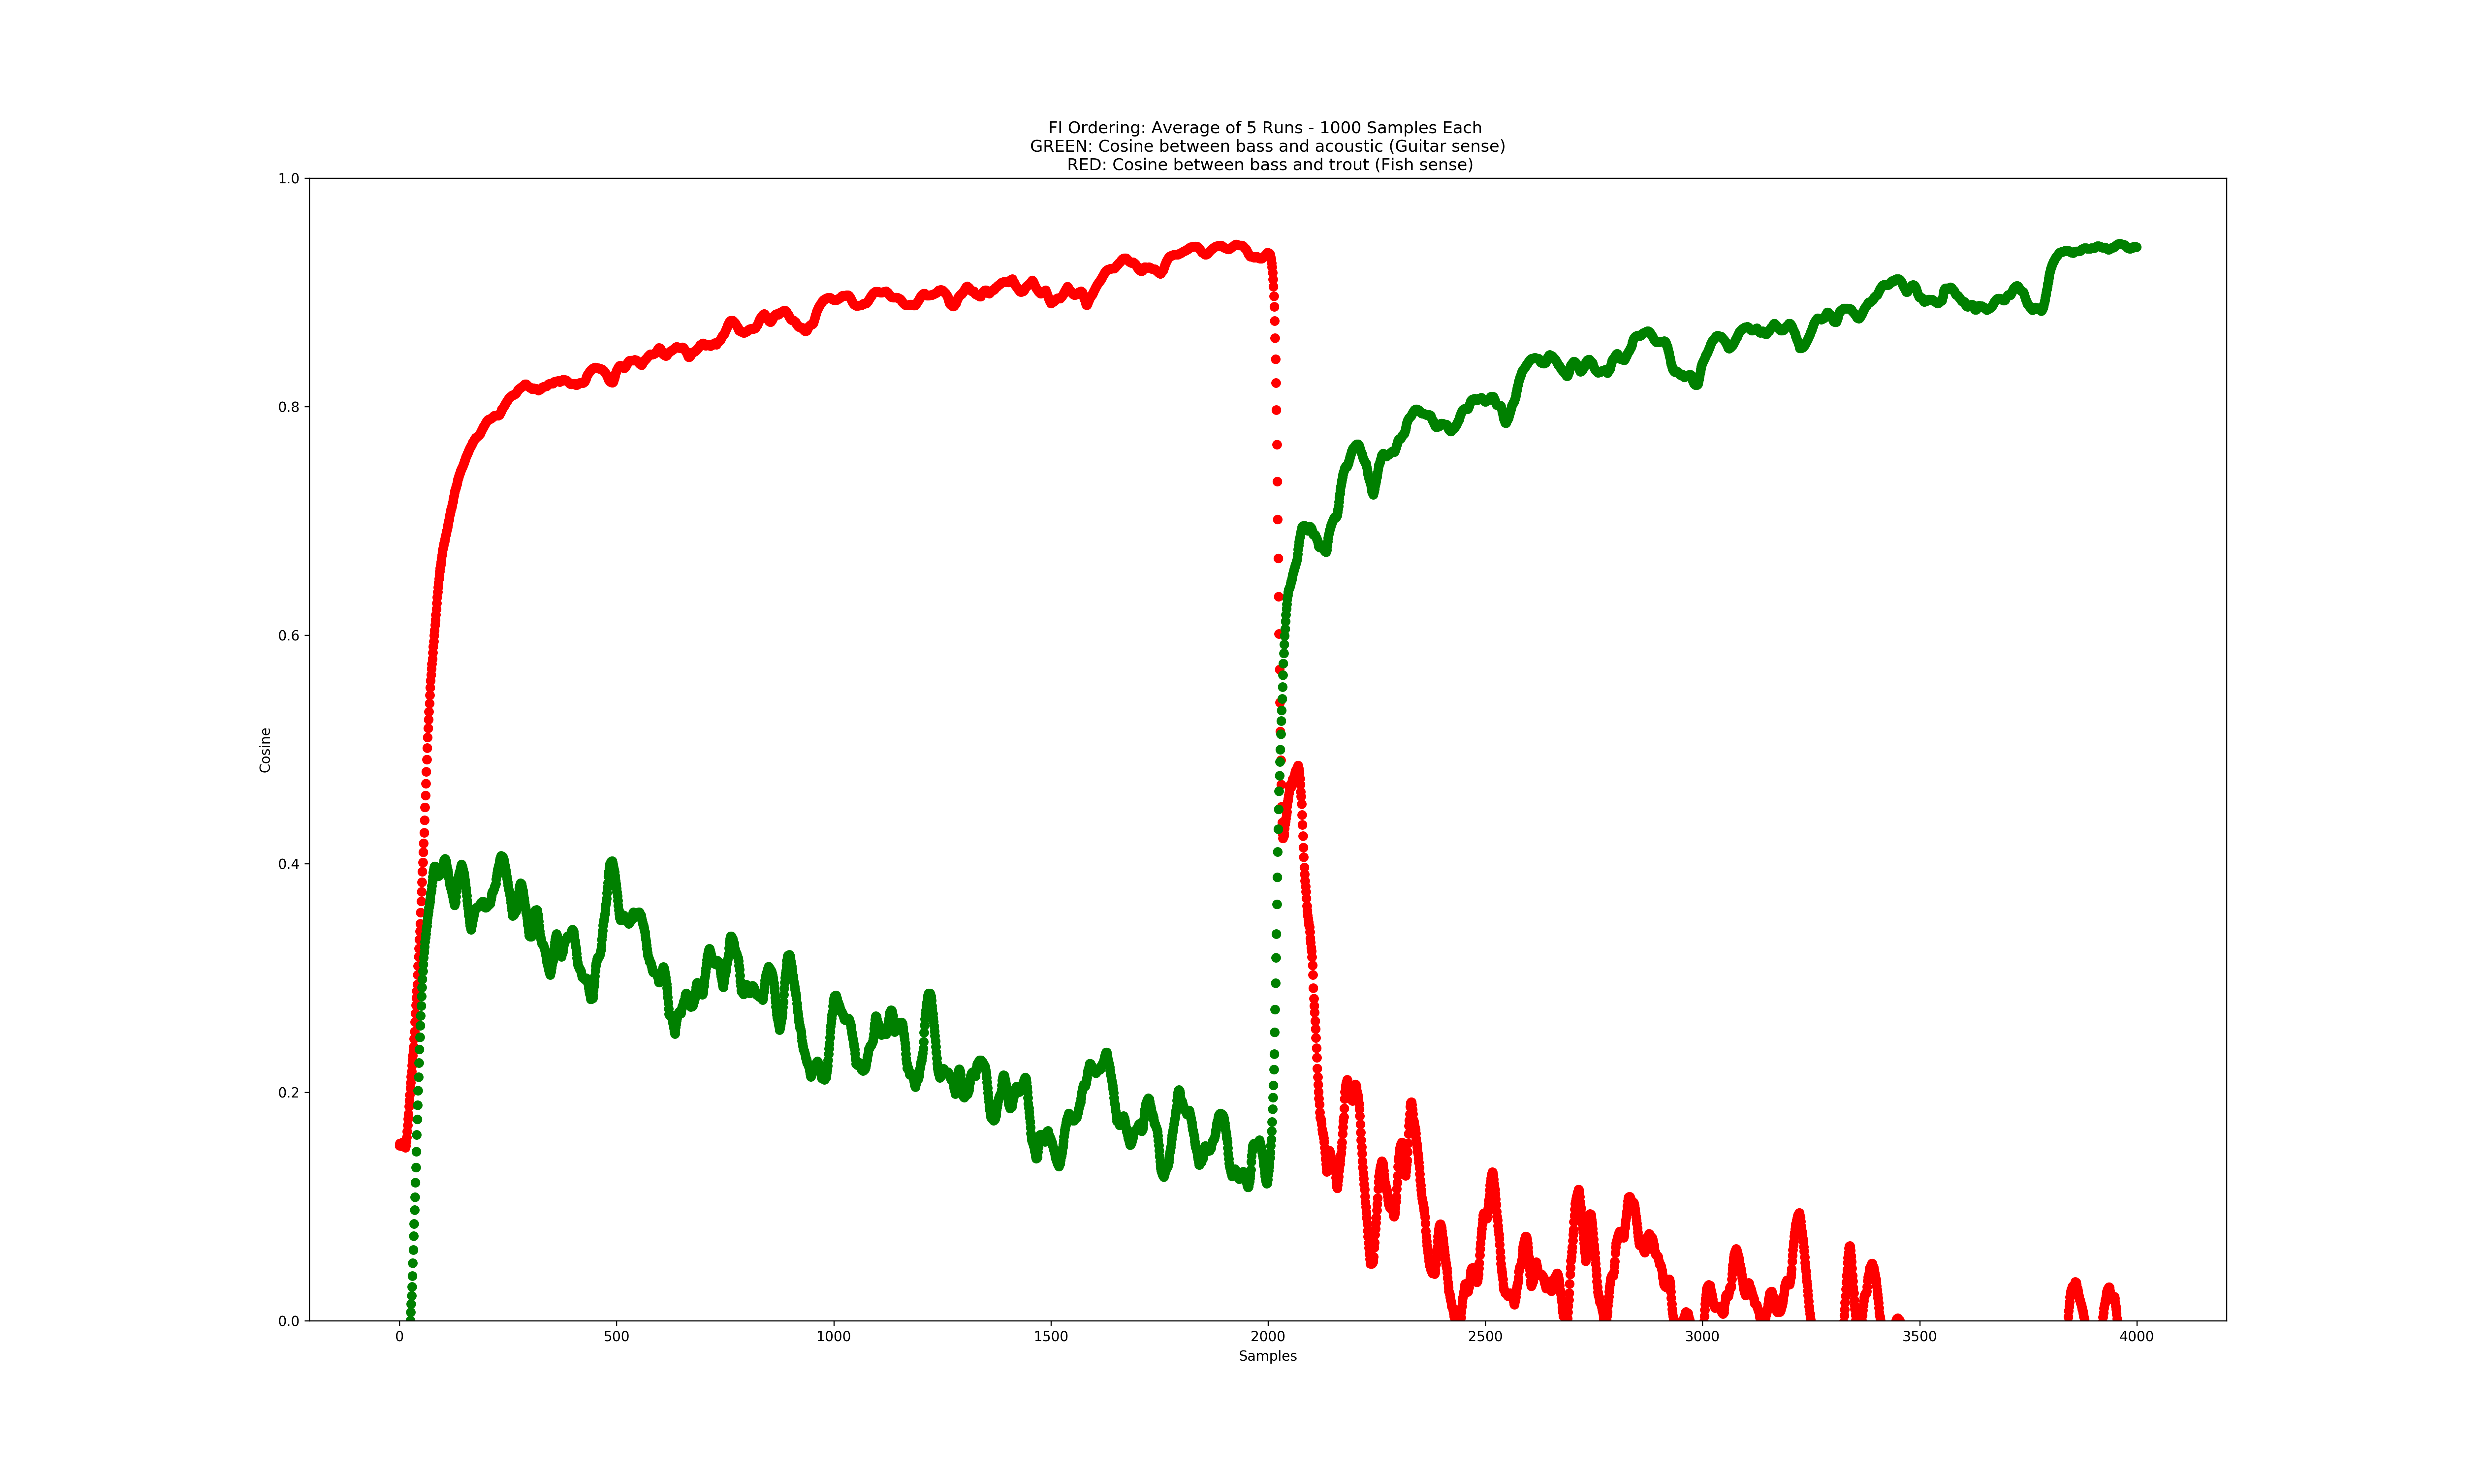 FI Ordering: Average of 5 Runs - 1000 Samples Each
GREEN: Cosine between bass and acoustic (Guitar sense)
RED: Cosine between bass and trout (Fish sense)
1.0
0.8
0.6
Cosine
0.4
0.2
0.0
0 500 1000 1500 2000 2500 3000 3500 4000
Samples